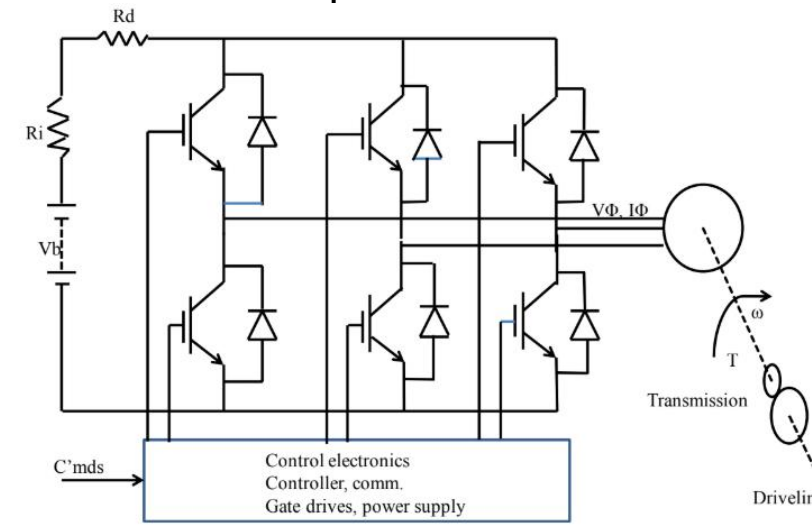 Rd
Ri
Vb
VΦ, IΦ
ω
T
Transmission
C'mds
Control electronics
Controller, comm.
Gate drives, power supply